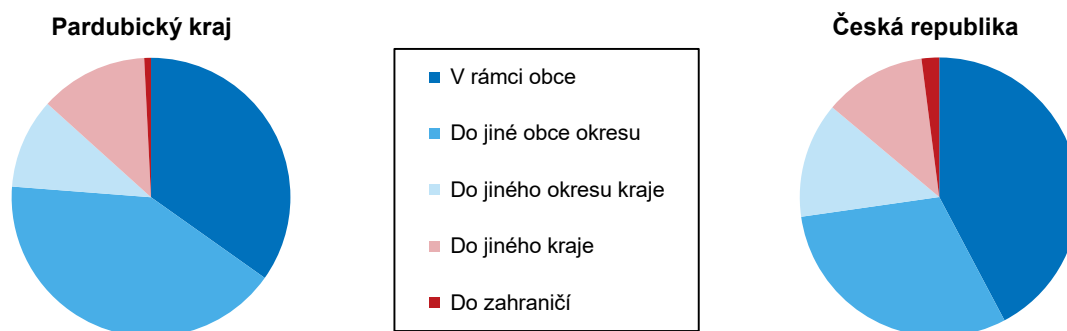 Pardubický kraj
V rámci obce
Do jiné obce okresu
Do jiného okresu kraje
Do jiného kraje
Do zahraničí
Česká republika